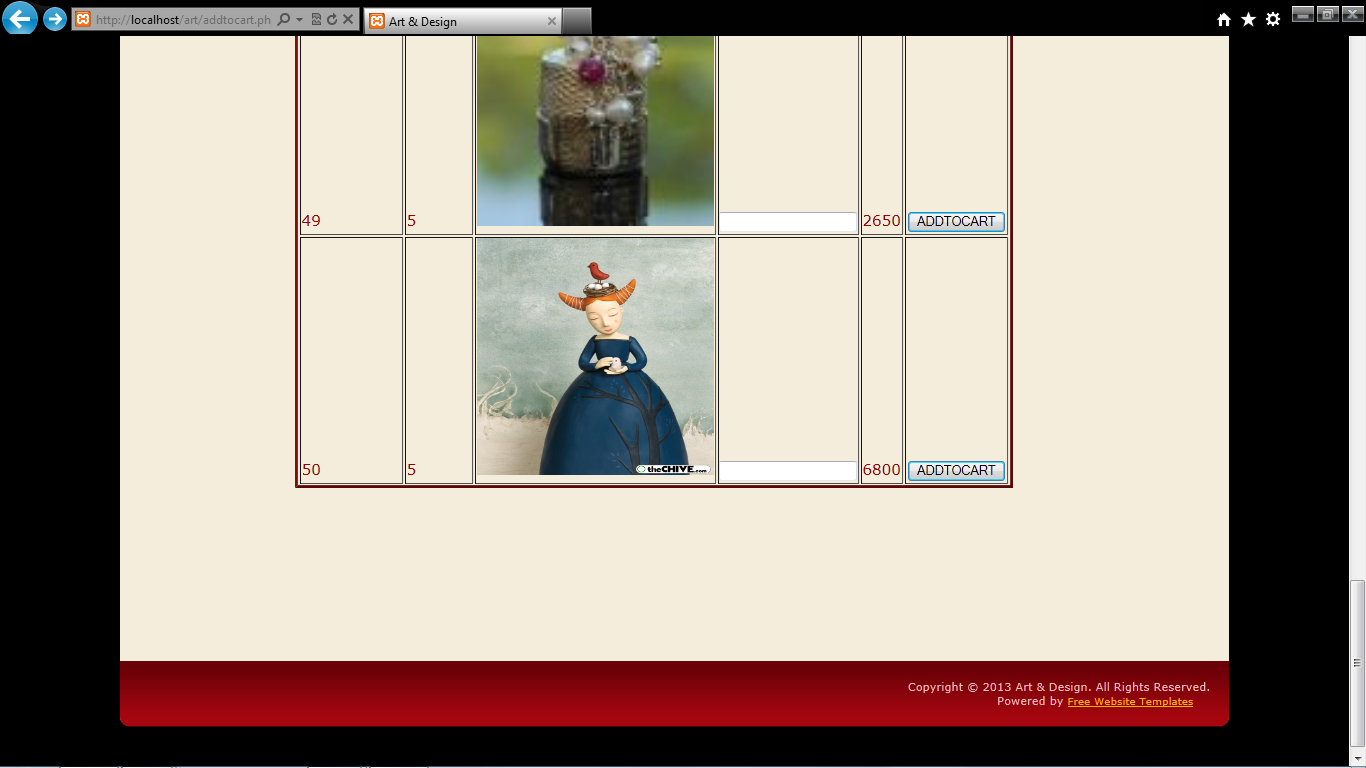 http://localhost/art/addtocart.ph
Art & Design
49 5 2650 ADDTOCART
theCHIVE.com
50 5 6800 ADDTOCART
Copyright © 2013 Art & Design. All Rights Reserved.
Powered by Free Website Templates